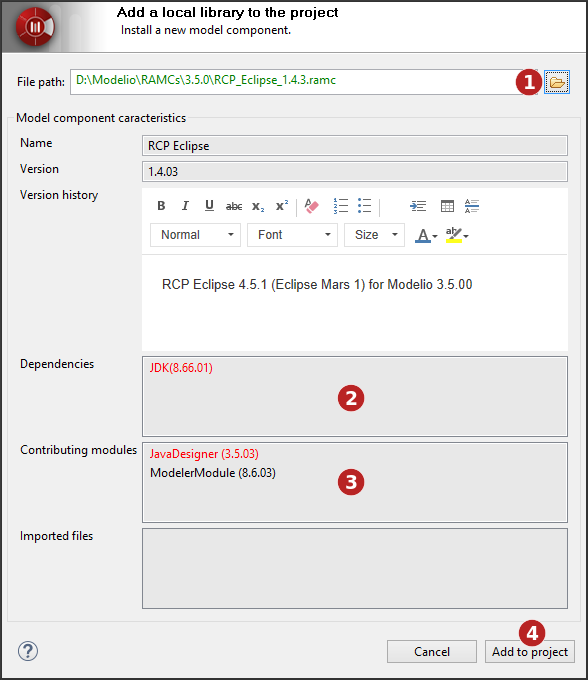 Add a local library to the project
Install a new model component.
File path: D:\Modelio\RAMCs\3.5.0\RCP_Eclipse_1.4.3.ramc 1
Model component caracteristics
Name RCP Eclipse
Version 1.4.03
Version history
B I U abc x₂ x²
Normal Font Size A ab
RCP Eclipse 4.5.1 (Eclipse Mars 1) for Modelio 3.5.00
Dependencies JDK(8.66.01)
2
Contributing modules JavaDesigner (3.5.03)
ModelerModule (8.6.03)
3
Imported files
4
? Cancel Add to project